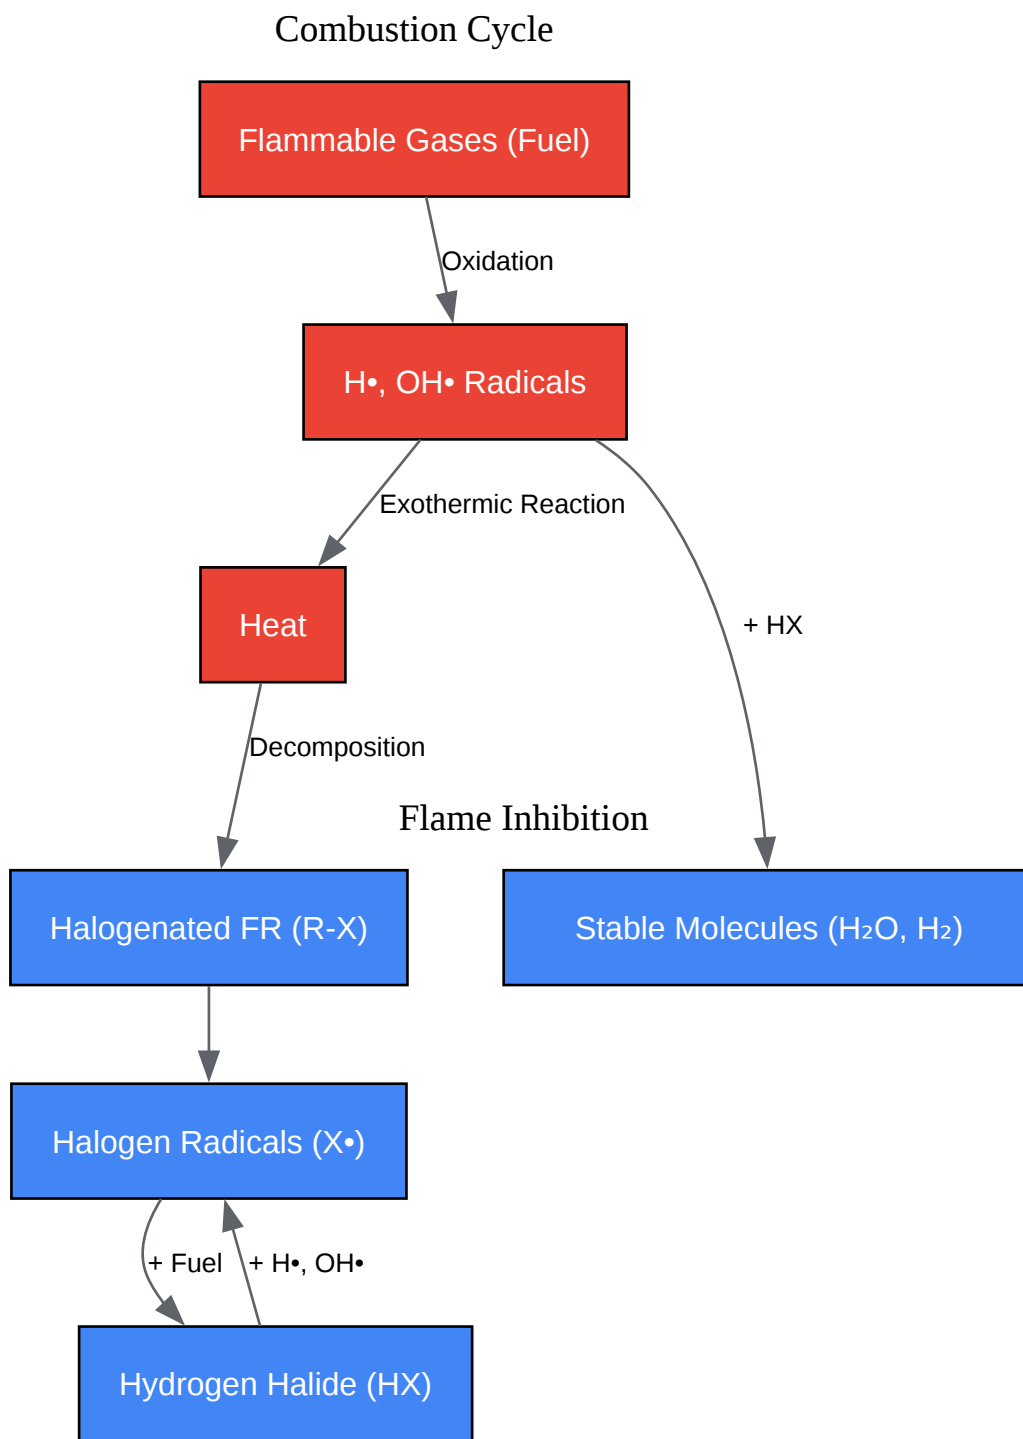 Combustion Cycle
Flammable Gases (Fuel)
Oxidation
H•, OH• Radicals
Exothermic Reaction
Heat
+ HX
Decomposition
Flame Inhibition
Halogenated FR (R-X)
Stable Molecules (H₂O, H₂)
Halogen Radicals (X•)
+ Fuel
+ H•, OH•
Hydrogen Halide (HX)